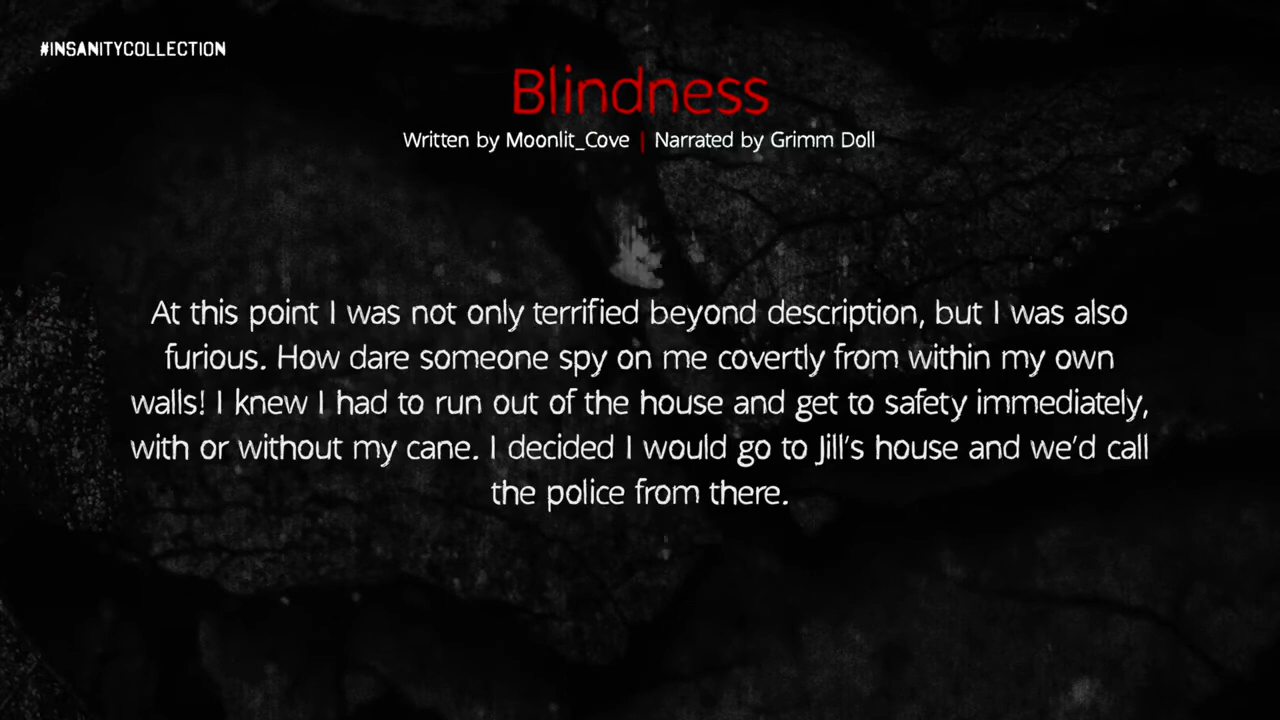 #INSANITYCOLLECTION
Blindness
Written by Moonlit_Cove | Narrated by Grimm Doll
At this point I was not only terrified beyond description, but I was also
furious. How dare someone spy on me covertly from within my own
walls! I knew I had to run out of the house and get to safety immediately,
with or without my cane. I decided I would go to Jill's house and we'd call
the police from there.